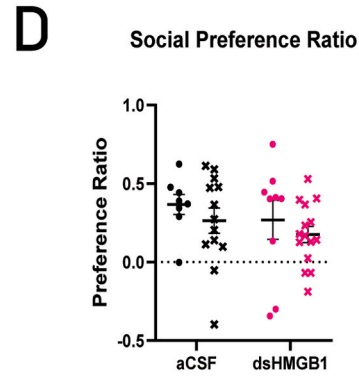 D
Social Preference Ratio
Preference Ratio
1.0
0.5
0.0
-0.5
aCSF dsHMGB1